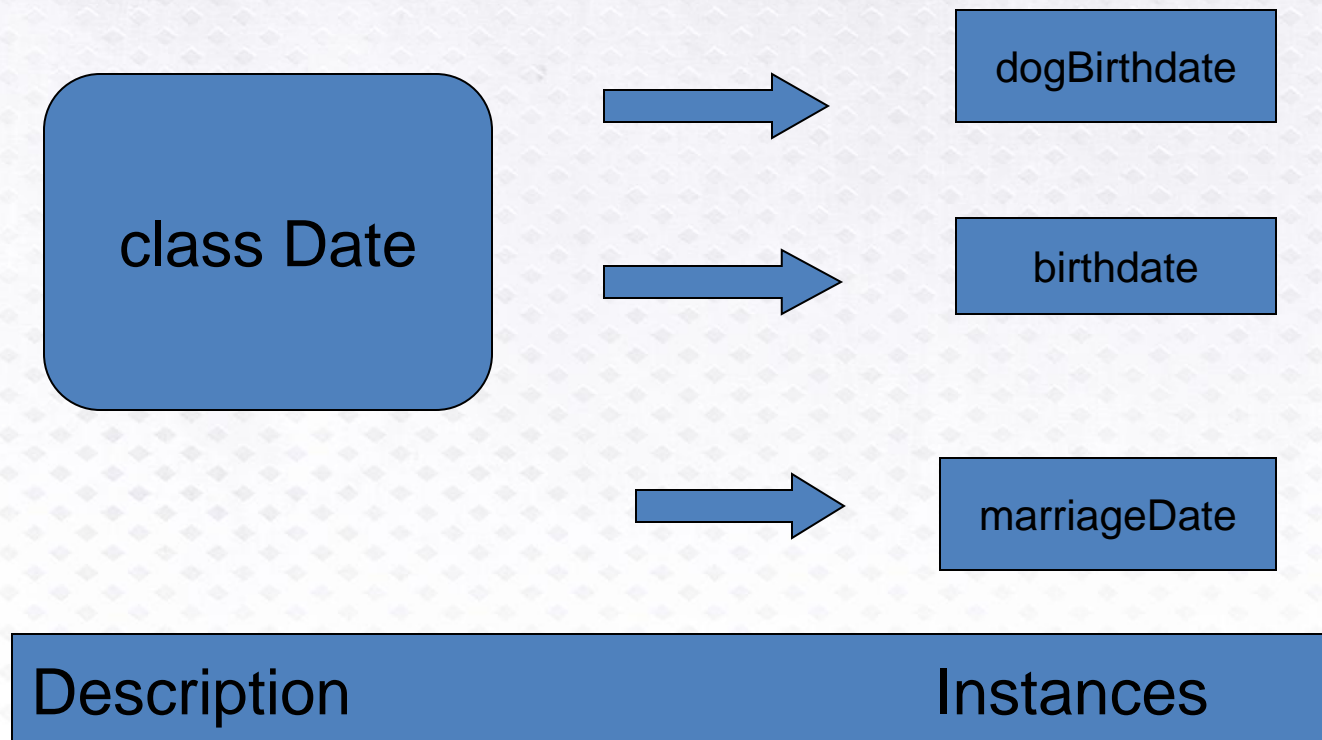 dogBirthdate
class Date
birthdate
marriageDate
Description
Instances